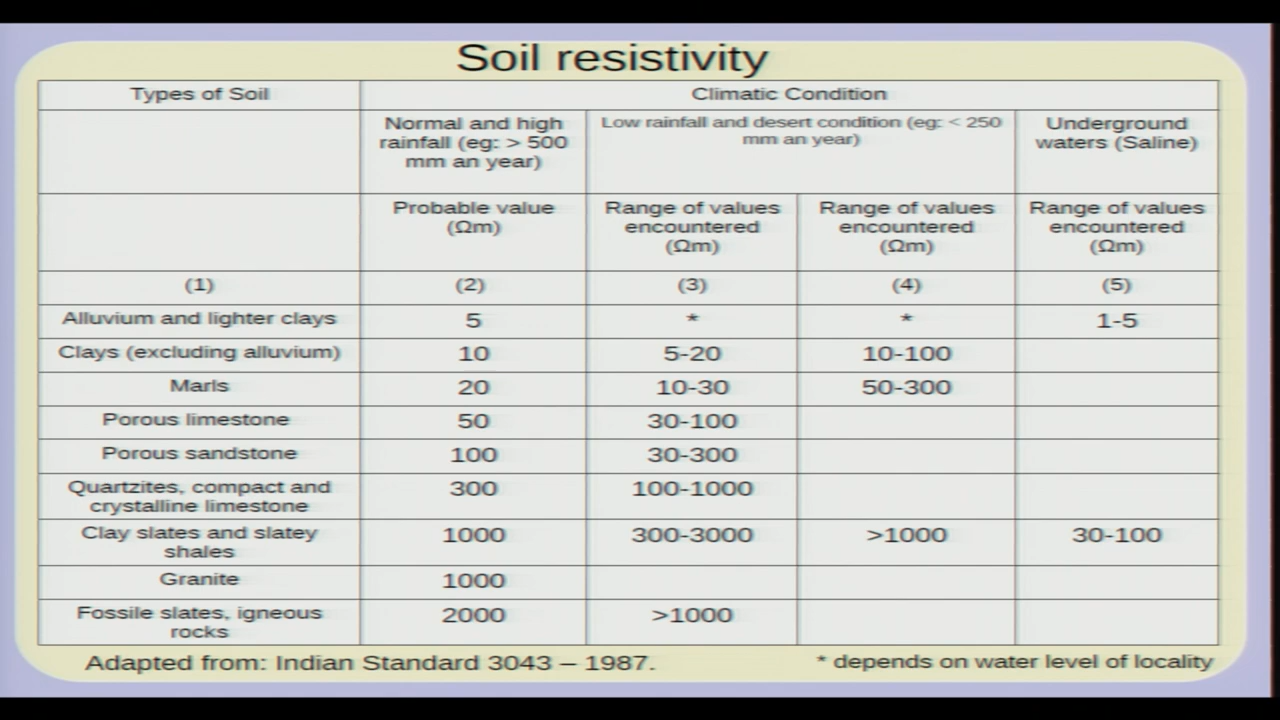 Soil resistivity
Types of Soil
Climatic Condition
Normal and high
rainfall (eg: > 500
mm an year)
Low rainfall and desert condition (eg: < 250
mm an year)
Underground
waters (Saline)
Probable value
(Ωm)
Range of values
encountered
(Ωm)
Range of values
encountered
(Ωm)
Range of values
encountered
(Ωm)
(1) (2) (3) (4) (5)
Alluvium and lighter clays 5 * * 1-5
Clays (excluding alluvium) 10 5-20 10-100
Marls 20 10-30 50-300
Porous limestone 50 30-100
Porous sandstone 100 30-300
Quartzites, compact and
crystalline limestone
300 100-1000
Clay slates and slatey
shales
1000 300-3000 >1000 30-100
Granite 1000
Fossile slates, igneous
rocks
2000 >1000
Adapted from: Indian Standard 3043 – 1987.
* depends on water level of locality